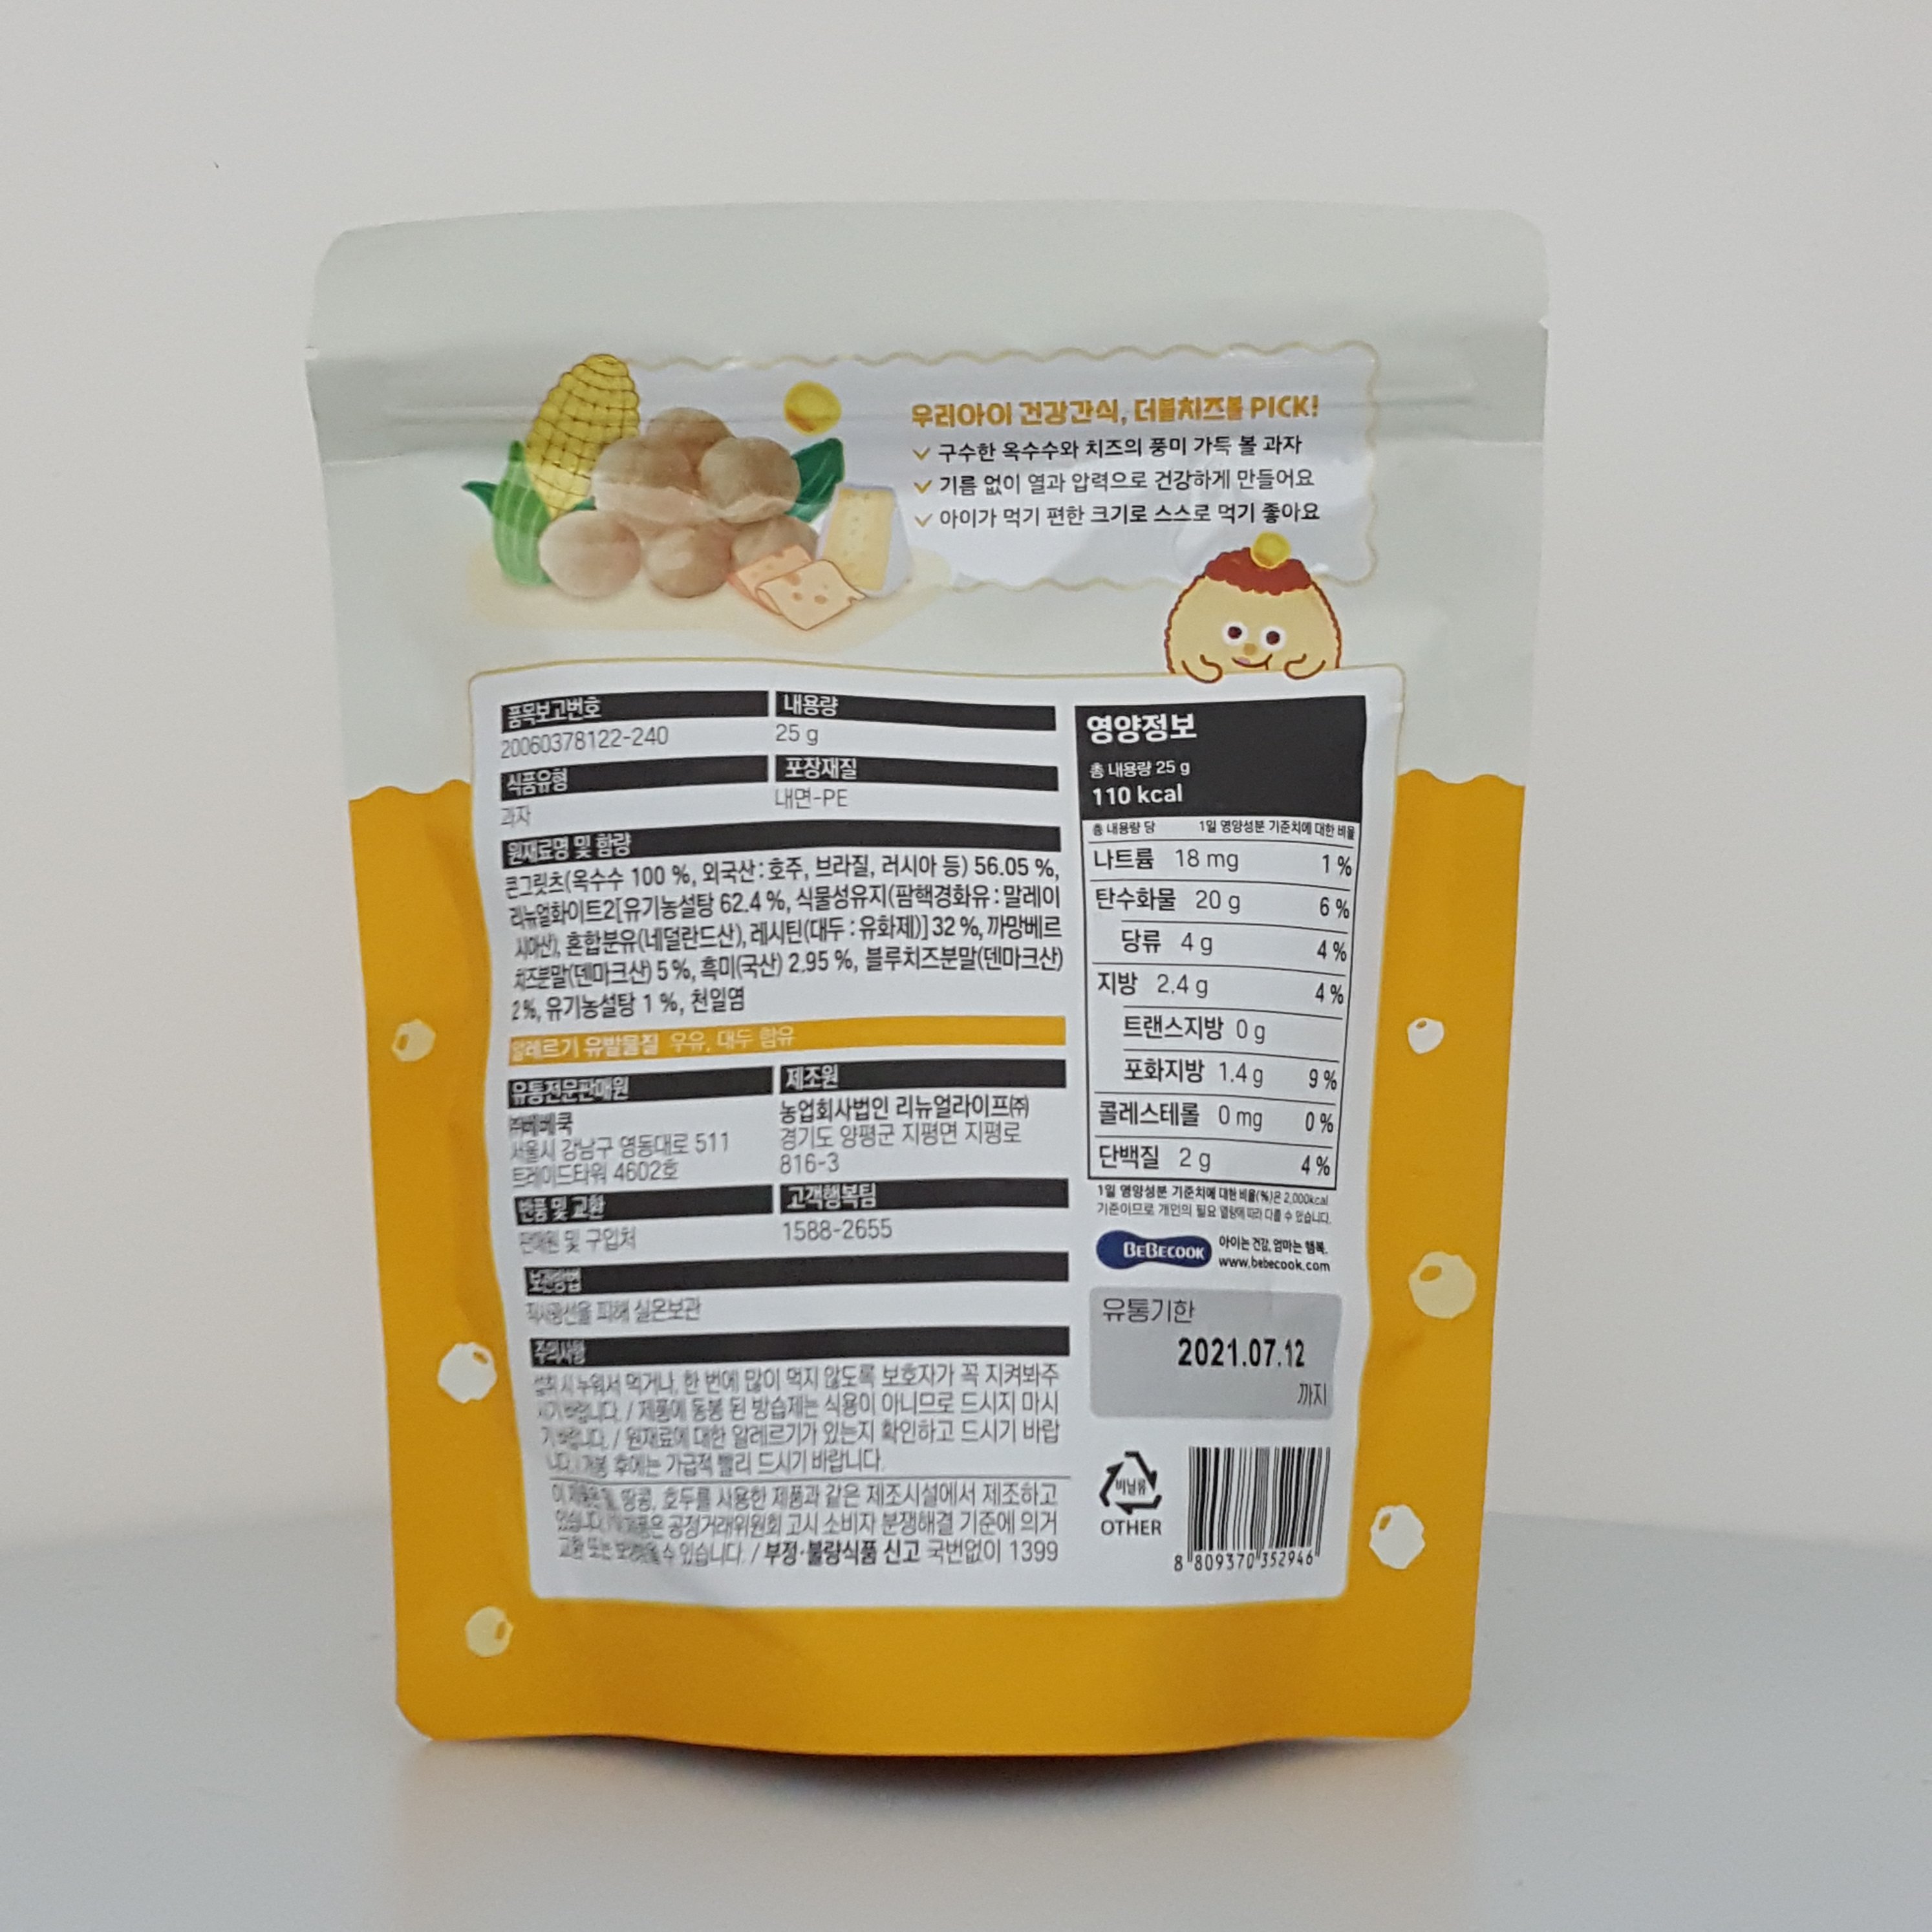 우리아이 건강간식, 더블치즈볼 PICK!
구수한 옥수수와 치즈의 풍미 가득 볼 과자
기름 없이 열과 압력으로 건강하게 만들어요
아이가 먹기 편한 크기로 스스로 먹기 좋아요
품목보고번호
20060378122-240
내용량
25 g
식품유형
과자
포장재질
내면-PE
원재료명 및 함량
콘그릿츠(옥수수 100 %, 외국산:호주, 브라질, 러시아 등) 56.05 %,
리뉴얼화이트2[유기농설탕 62.4 %, 식물성유지(팜핵경화유:말레이
시아산), 혼합분유(네덜란드산), 레시틴(대두:유화제)] 32 %, 까망베르
치즈분말(덴마크산) 5 %, 흑미(국산) 2.95 %, 블루치즈분말(덴마크산)
2 %, 유기농설탕 1 %, 천일염
알레르기 유발물질 우유, 대두 함유
유통전문판매원
㈜베베쿡
서울시 강남구 영동대로 511
트레이드타워 4602호
제조원
농업회사법인 리뉴얼라이프㈜
경기도 양평군 지평면 지평로
816-3
반품 및 교환
판매원 및 구입처
고객행복팀
1588-2655
보관방법
직사광선을 피해 실온보관
주의사항
섭취 시 누워서 먹거나, 한 번에 많이 먹지 않도록 보호자가 꼭 지켜봐주
시기 바랍니다. / 제품에 동봉 된 방습제는 식용이 아니므로 드시지 마시
기 바랍니다. / 원재료에 대한 알레르기가 있는지 확인하고 드시기 바랍
니다. / 개봉 후에는 가급적 빨리 드시기 바랍니다.
이 제품은 땅콩, 호두를 사용한 제품과 같은 제조시설에서 제조하고
있습니다. / 공정거래위원회 고시 소비자 분쟁해결 기준에 의거
교환 또는 보상받을 수 있습니다. / 부정·불량식품 신고 국번없이 1399
영양정보
총 내용량 25 g
110 kcal
총 내용량 당 1일 영양성분 기준치에 대한 비율
나트륨 18 mg 1 %
탄수화물 20 g 6 %
당류 4 g 4 %
지방 2.4 g 4 %
트랜스지방 0 g
포화지방 1.4 g 9 %
콜레스테롤 0 mg 0 %
단백질 2 g 4 %
1일 영양성분 기준치에 대한 비율(%)은 2,000kcal
기준이므로 개인의 필요 열량에 따라 다를 수 있습니다.
BEBECOOK
아이는 건강, 엄마는 행복.
www.bebecook.com
유통기한
2021.07.12
까지
비닐류
OTHER
8 809370 352946